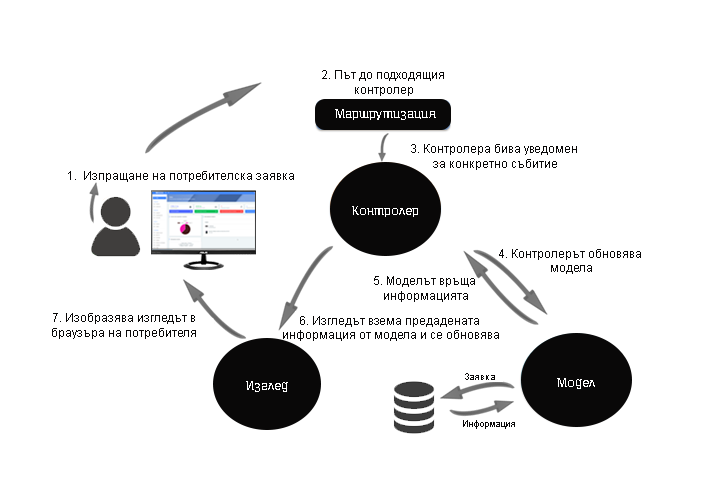 2. Път до подходящия
контролер
Маршрутизация
3. Контролера бива уведомен
за конкретно събитие
1. Изпращане на потребителска заявка
Контролер
4. Контролерът обновява
модела
5. Моделът връща
информацията
7. Изобразява изгледът в
браузъра на потребителя
6. Изгледът взема предадената
информация от модела и се обновява
Изглед
Заявка
Модел
Информация